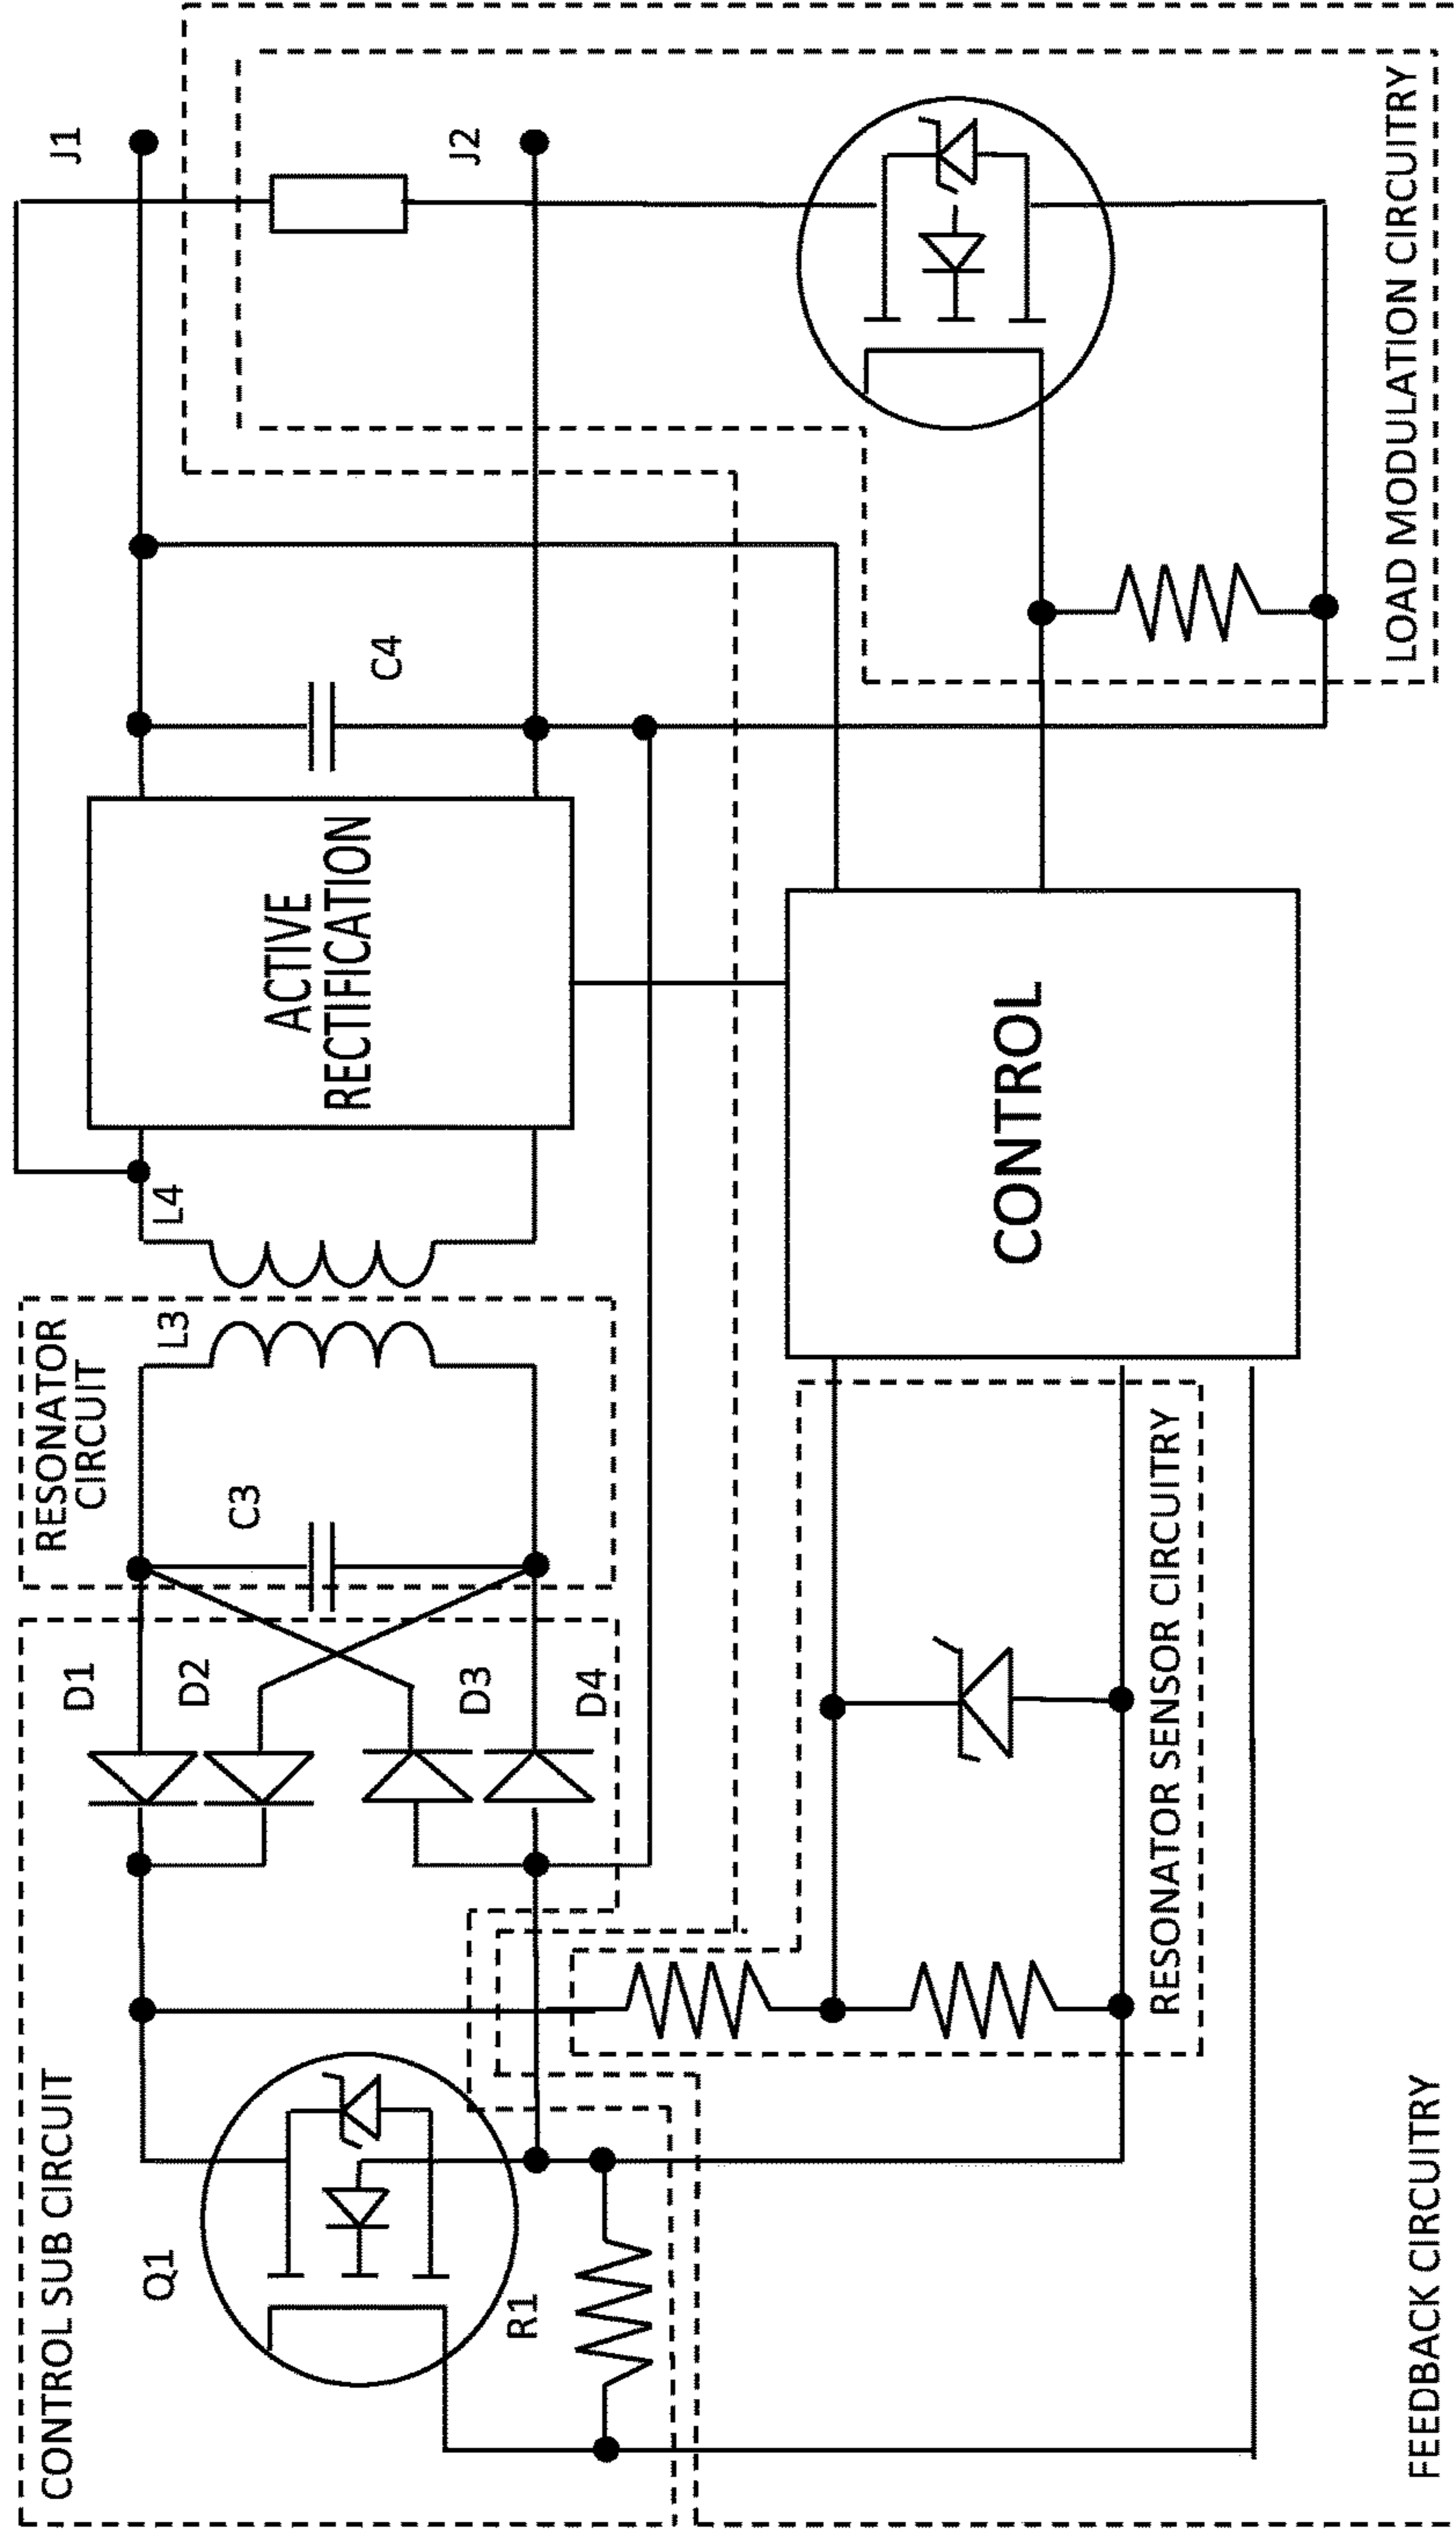 CONTROL SUB CIRCUIT
Q1
R1
D1
D2
D3
D4
RESONATOR
CIRCUIT
C3
L3
L4
ACTIVE
RECTIFICATION
C4
J1
J2
FEEDBACK CIRCUITRY
RESONATOR SENSOR CIRCUITRY
CONTROL
LOAD MODULATION CIRCUITRY